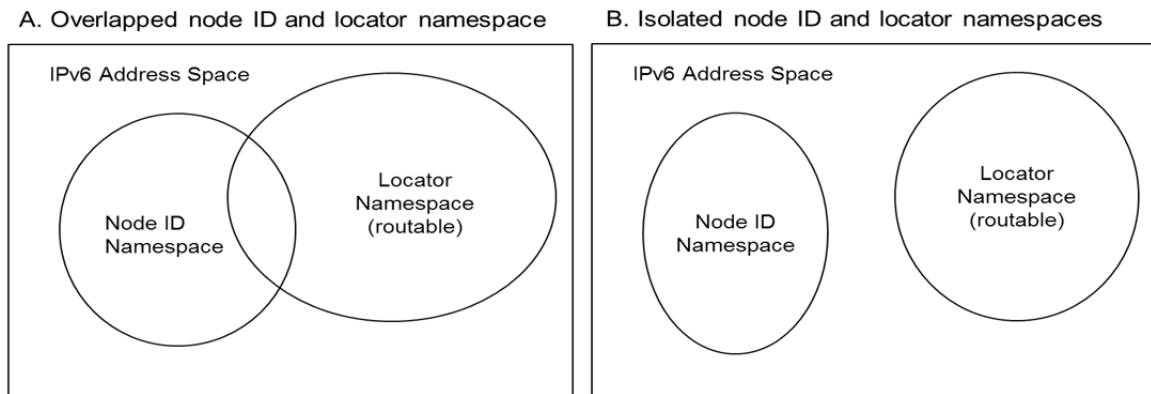 A. Overlapped node ID and locator namespace
IPv6 Address Space
Node ID
Namespace
Locator
Namespace
(routable)
B. Isolated node ID and locator namespaces
IPv6 Address Space
Node ID
Namespace
Locator
Namespace
(routable)